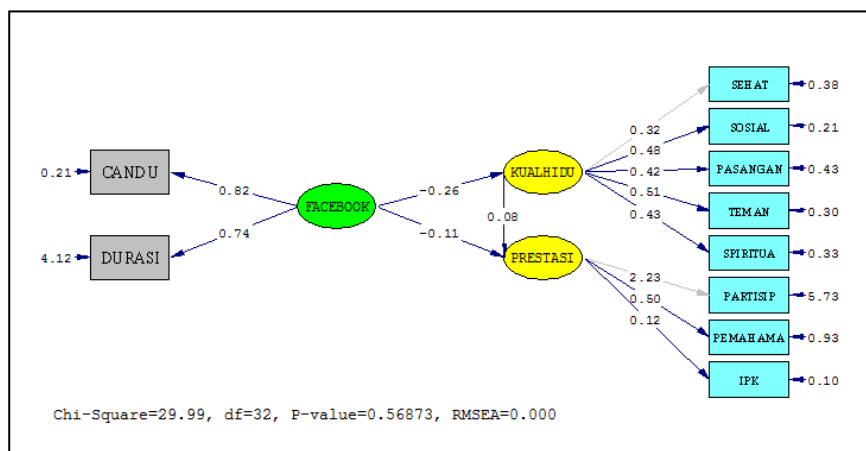 SEHAT
0.38
0.32
SOSIAL
0.21
0.48
0.21
CANDU
0.82
KUALHIDU
0.42
PASANGAN
0.43
-0.26
0.51
TEMAN
0.30
FACEBOOK
0.08
0.43
0.74
-0.11
SPIRITUA
0.33
4.12
DURASI
PRESTASI
2.23
PARTISIP
5.73
0.50
0.12
PEMAHAMA
0.93
IPK
0.10
Chi-Square=29.99, df=32, P-value=0.56873, RMSEA=0.000